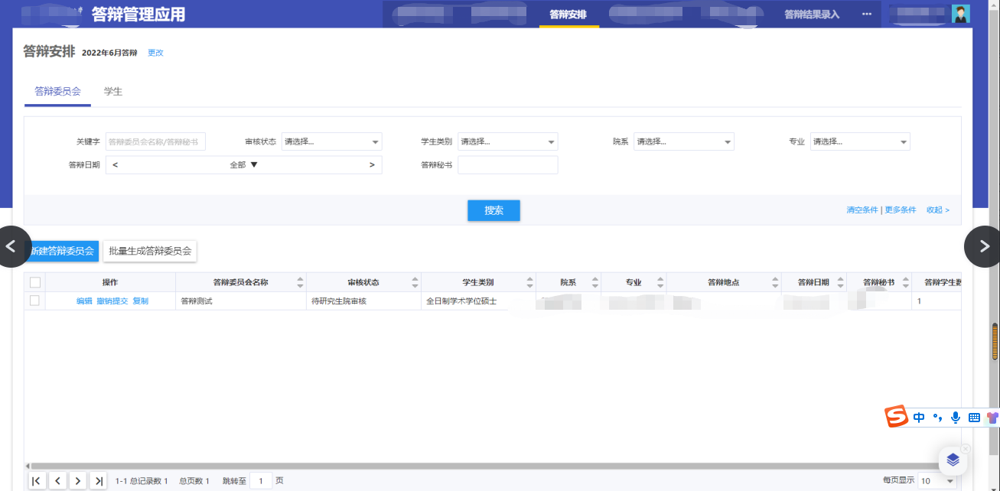 答辩管理应用 答辩安排 答辩结果录入 ···
答辩安排 2022年6月答辩 更改
答辩委员会 学生
关键字 答辩委员会名称/答辩秘书 审核状态 请选择... 学生类别 请选择... 院系 请选择... 专业 请选择...
答辩日期 < 全部 ▼ > 答辩秘书
搜索 清空条件 | 更多条件 收起 >
新建答辩委员会 批量生成答辩委员会
操作 答辩委员会名称 审核状态 学生类别 院系 专业 答辩地点 答辩日期 答辩秘书 答辩学生数
编辑 撤销提交 复制 答辩测试 待研究生院审核 全日制学术学位硕士 1
中
1-1 总记录数 1 总页数 1 跳转至 1 页 每页显示 10